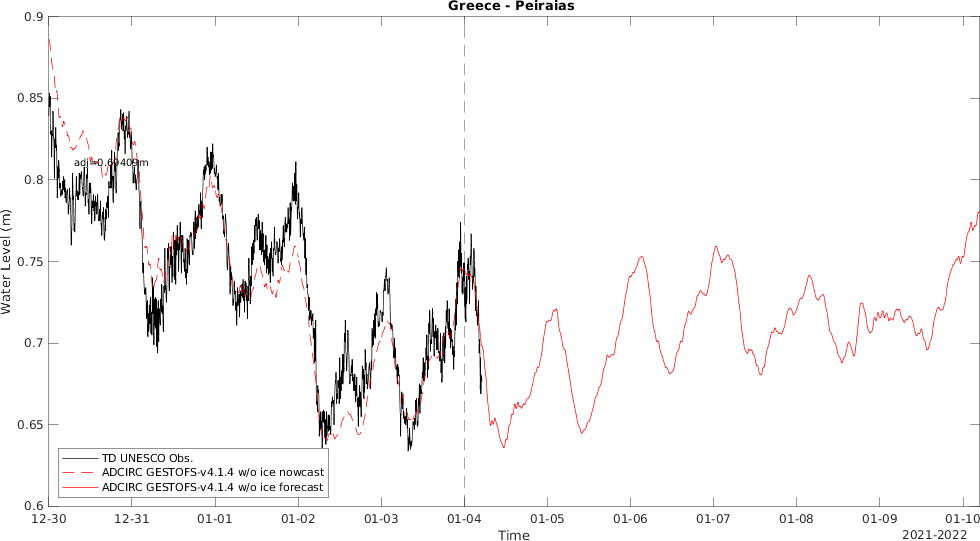 Greece - Peiraias
Water Level (m)
0.9
0.85
0.8
0.75
0.7
0.65
0.6
TD UNESCO Obs.
ADCIRC GESTOFS-v4.1.4 w/o ice nowcast
ADCIRC GESTOFS-v4.1.4 w/o ice forecast
12-30 12-31 01-01 01-02 01-03 01-04 01-05 01-06 01-07 01-08 01-09 01-10
Time
2021-2022